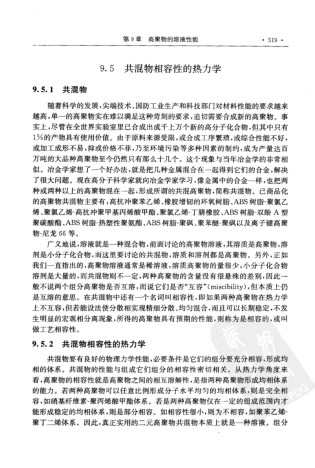 第9章 高聚物的溶液性能 · 519 ·
9.5 共混物相容性的热力学
9.5.1 共混物
随着科学的发展,尖端技术、国防工业生产和科技部门对材料性能的要求越来
越高,单一的高聚物实在难以满足这种苛刻的要求,迫切需要合成新的高聚物。事实
上,尽管在全世界实验室里已合成出成千上万个的高分子化合物,但其中只有约1%
的产品具有商业价值。由于原料来源受限,或合成工序繁杂,或综合性能不好,
或加工成形不易,抑或成本价格不合理,乃至环境污染等多种因素的制约,产量达百
万吨的大品种高聚物至今仍然只有那么十几个。这个现象与当年冶金学的非常相
似。冶金学家想了一个好办法,就是把几种金属混合在一起得到它们的合金,解决
了很大问题。现在高分子科学家就向冶金学家学习,像金属中的合金一样,也把两
种或两种以上的高聚物混在一起,形成所谓的共混高聚物,简称共混物。已商品化
的高聚物共混物主要有:高抗冲聚苯乙烯、橡胶增韧的环氧树脂、ABS树脂-聚氯乙
烯、聚氯乙烯-高抗冲聚甲基丙烯酸甲酯、聚氯乙烯-丁腈橡胶、ABS树脂-双酚A型
聚碳酸酯、ABS树脂-热塑性聚氨酯、ABS树脂-聚砜、聚苯醚-聚砜以及离子键高聚
物-尼龙66等。
广义地说,溶液就是一种混合物,前面讨论的高聚物溶液,其溶质是高聚物,溶
剂是小分子化合物,而这里要讨论的共混物,溶质和溶剂都是高聚物。另外,正如
我们一直指出的,高聚物溶液通常是稀溶液,溶质高聚物的量很少,小分子化合物
溶剂是大量的。共混物则不一定,两种高聚物的含量没有很悬殊的状况。因此,一
般不说两个组分高聚物是否互溶,而说它们是否“互容”(miscibility),但本质上仍
是互溶的意思。在共混物中还有一个名词叫相容性,即如果两种高聚物在热力学
上不互容,但若能设法使分散相实现精细分散、均匀混合,而且可以长期稳定,不发
生明显的宏观相分离现象,所得的高聚物具有预期的性能,则称为相容,或叫
做工艺相容性。
9.5.2 共混物相容性的热力学
共混物要有良好的物理力学性能,必要条件是它们的组分要充分相容,形成均
相的体系。共混物的性能与组成它们组分的相容性密切相关。从热力学角度来
看,高聚物的相容性就是高聚物之间的相互溶解性,是指两种高聚物形成均相体系
的能力。若两种高聚物可以任意比例形成分子水平均匀的均相体系,则是完全相
容,如硝基纤维素-聚丙烯酸甲酯体系。若是两种高聚物仅在一定的组成范围内才
能形成稳定的均相体系,则是部分相容。如相容性很小,则为不相容,如聚苯乙烯-
聚丁二烯体系。因此,真正实用的二元高聚物共混物本质上就是一种溶液。组分